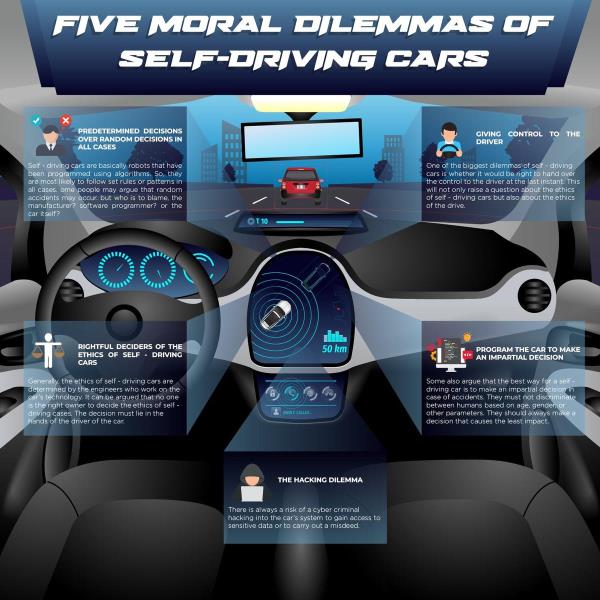 FIVE MORAL DILEMMAS OF
SELF-DRIVING CARS
PREDETERMINED DECISIONS
OVER RANDOM DECISIONS IN
ALL CASES
Self - driving cars are basically robots that have
been programmed using algorithms. So, they
are most likely to follow set rules or patterns in
all cases. ome people may argue that random
accidents may occur. but who is to blame, the
manufacturer? software programmer? or the
car itself?
GIVING CONTROL TO THE
DRIVER
One of the biggest dilemmas of self - driving
cars is whether it would be right to hand over
the control to the driver at the last instant. This
will not only raise a question about the ethics
of self - driving cars but also about the ethics
of the drive.
T 10
50 km
RIGHTFUL DECIDERS OF THE
ETHICS OF SELF - DRIVING
CARS
Generally, the ethics of self - driving cars are
determined by the engineers who work on the
car's technology. It can be argued that no one
is the right owner to decide the ethics of self -
driving cases. The decision must lie in the
hands of the driver of the car.
PROGRAM THE CAR TO MAKE
AN IMPARTIAL DECISION
Some also argue that the best way for a self -
driving car is to make an impartial decision in
case of accidents. They must not discriminate
between humans based on age, gender, or
other parameters. They should always make a
decision that causes the least impact.
THE HACKING DILEMMA
There is always a risk of a cyber criminal
hacking into the car's system to gain access to
sensitive data or to carry out a misdeed.